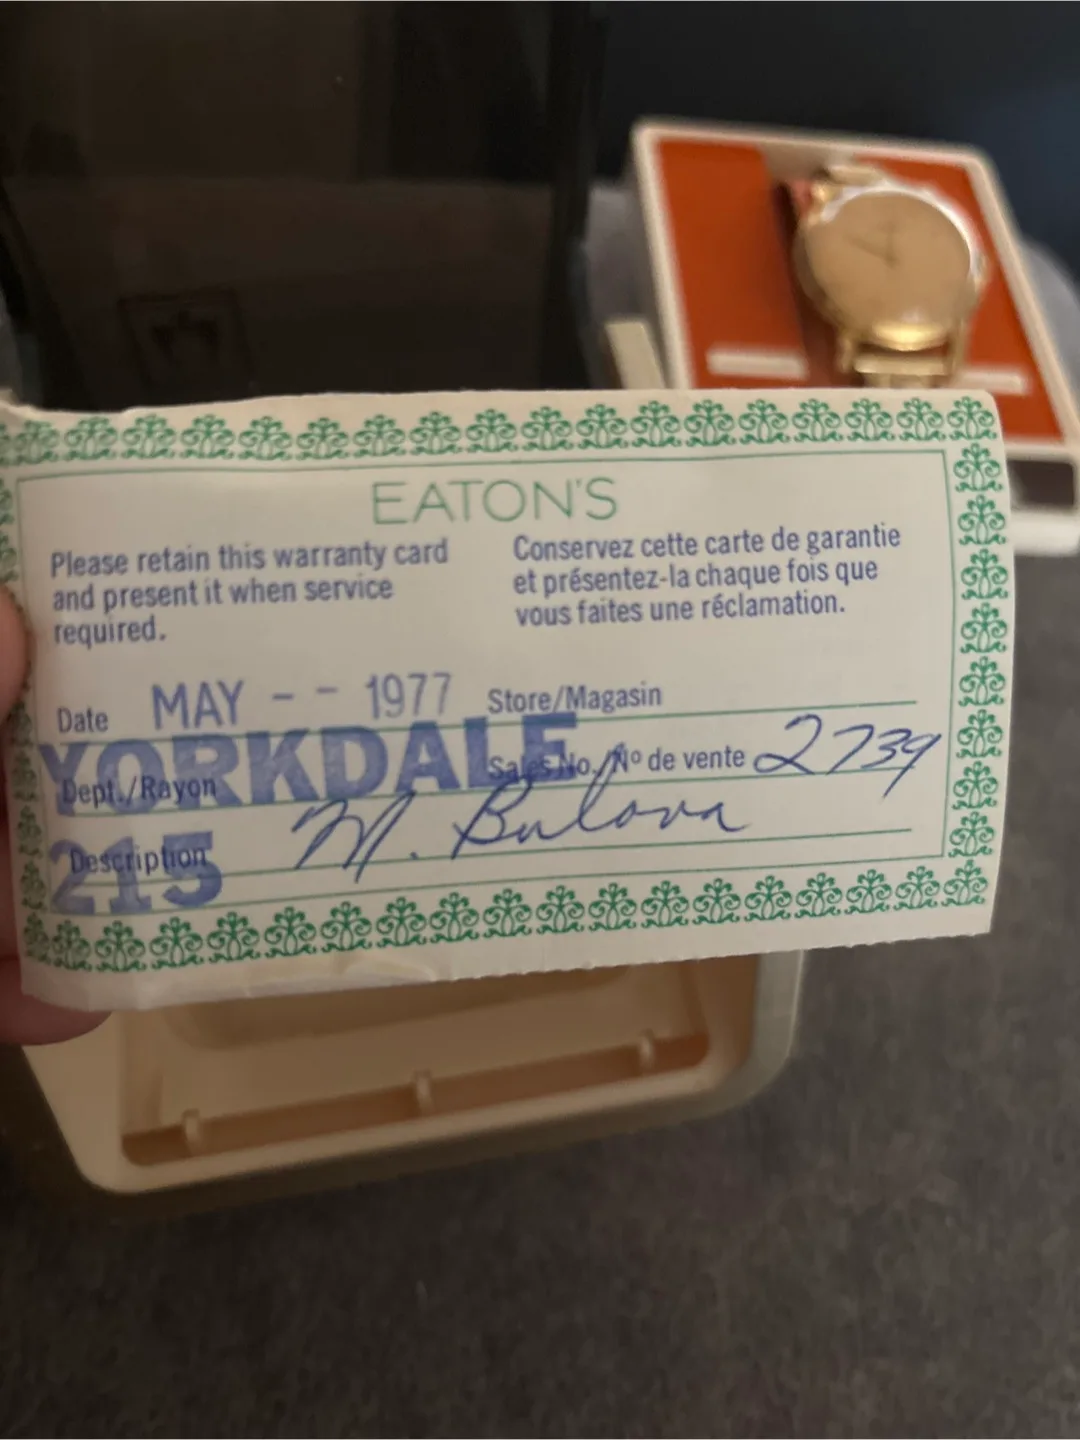 EATON'S
Please retain this warranty card
and present it when service
required.
Conservez cette carte de garantie
et présentez-la chaque fois que
vous faites une réclamation.
Date MAY - - 1977 Store/Magasin
YORKDALE
Dept./Rayon Sales No./Nº de vente 2739
Description M. Bulova
215